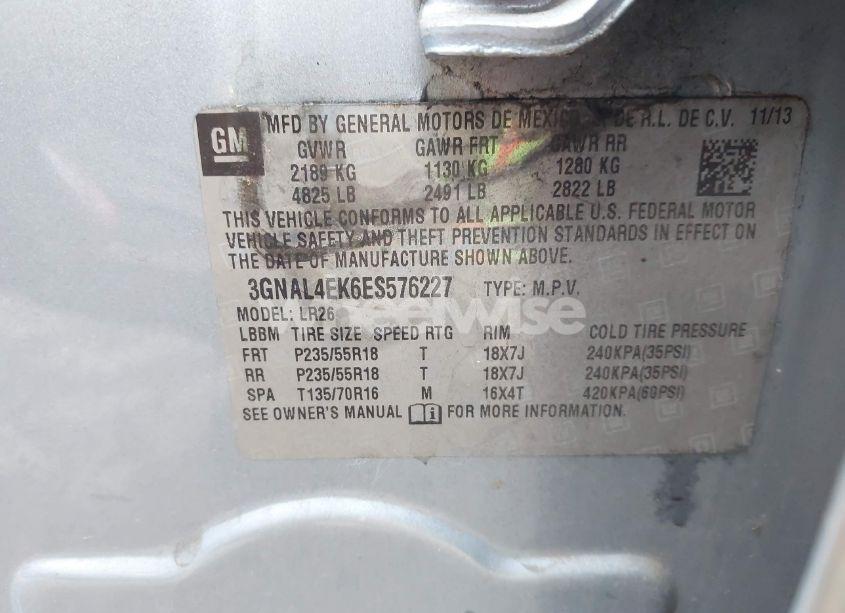 GM MFD BY GENERAL MOTORS DE MEXICO S. DE R.L. DE C.V. 11/13
GVWR GAWR FRT GAWR RR
2189 KG 1130 KG 1280 KG
4825 LB 2491 LB 2822 LB
THIS VEHICLE CONFORMS TO ALL APPLICABLE U.S. FEDERAL MOTOR
VEHICLE SAFETY AND THEFT PREVENTION STANDARDS IN EFFECT ON
THE DATE OF MANUFACTURE SHOWN ABOVE.
3GNAL4EK6ES576227 TYPE: M.P.V.
MODEL: LR26
wheelwise
LBBM TIRE SIZE SPEED RTG RIM COLD TIRE PRESSURE
FRT P235/55R18 T 18X7J 240KPA(35PSI)
RR P235/55R18 T 18X7J 240KPA(35PSI)
SPA T135/70R16 M 16X4T 420KPA(60PSI)
SEE OWNER'S MANUAL FOR MORE INFORMATION.